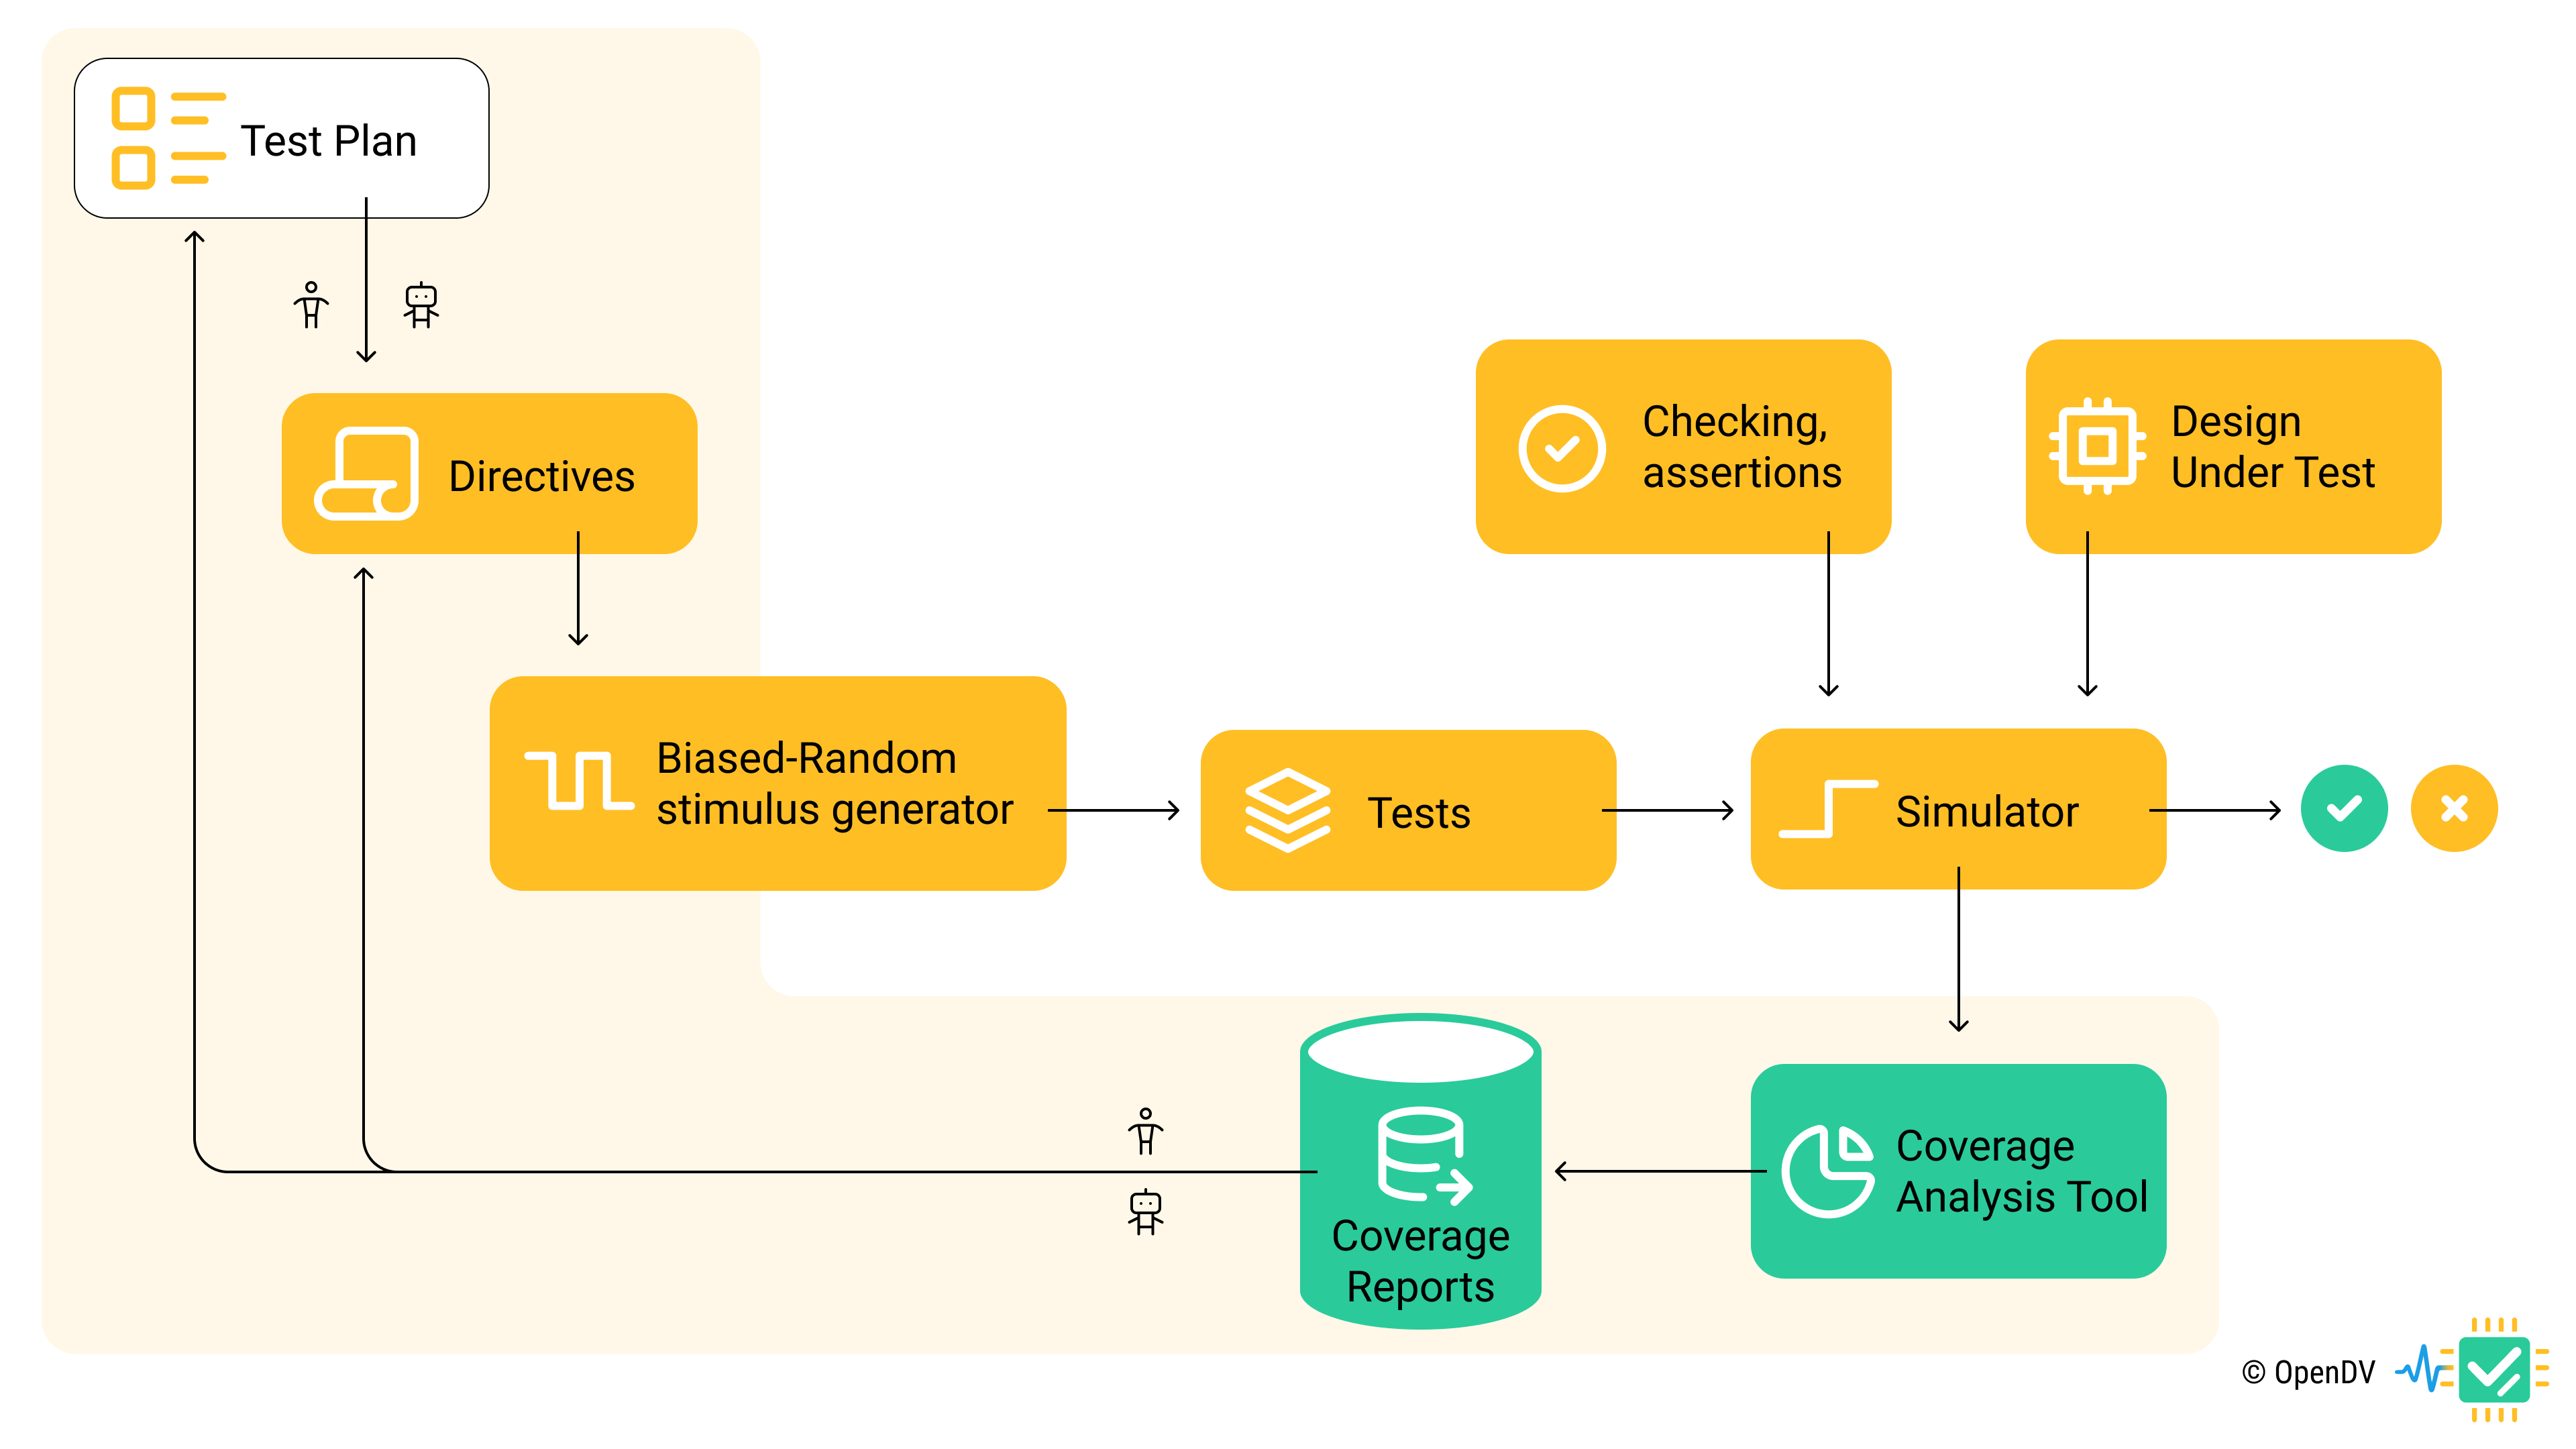 Test Plan
Directives
Checking,
assertions
Design
Under Test
Biased-Random
stimulus generator
Tests
Simulator
Coverage
Reports
Coverage
Analysis Tool
© OpenDV